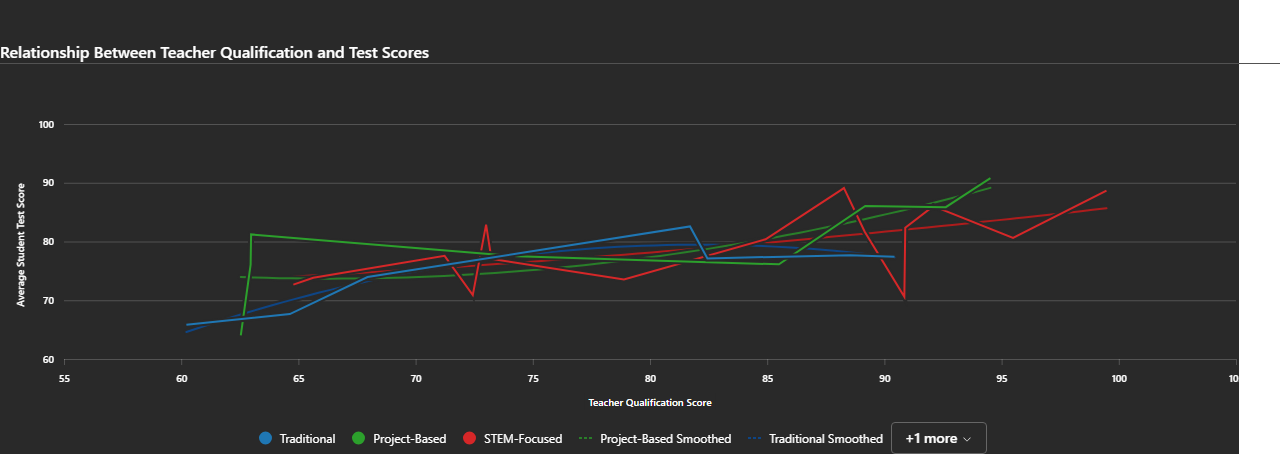 Relationship Between Teacher Qualification and Test Scores
100
90
80
70
60
Average Student Test Score
55 60 65 70 75 80 85 90 95 100 10
Teacher Qualification Score
Traditional Project-Based STEM-Focused Project-Based Smoothed Traditional Smoothed +1 more